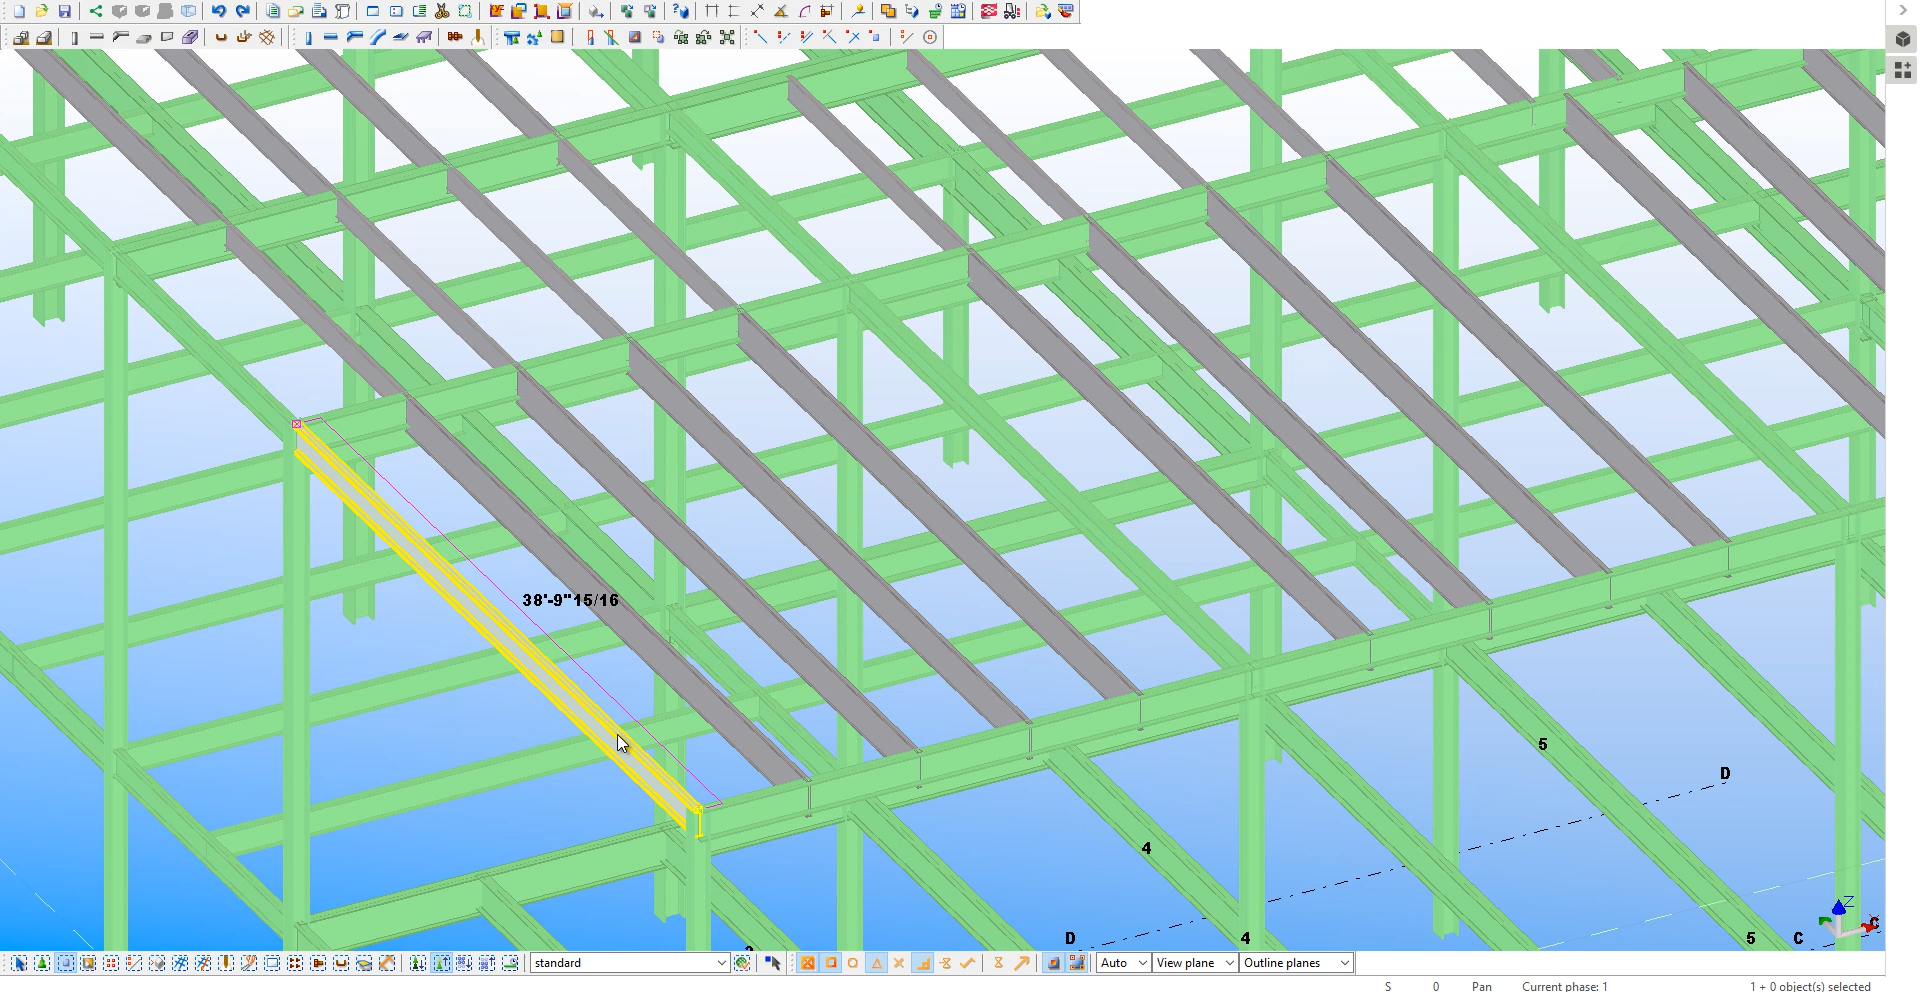 38'-9"15/16
5
D
4
D
4
5
C
C
Z
standard
Auto
View plane
Outline planes
S
0
Pan
Current phase: 1
1 + 0 object(s) selected